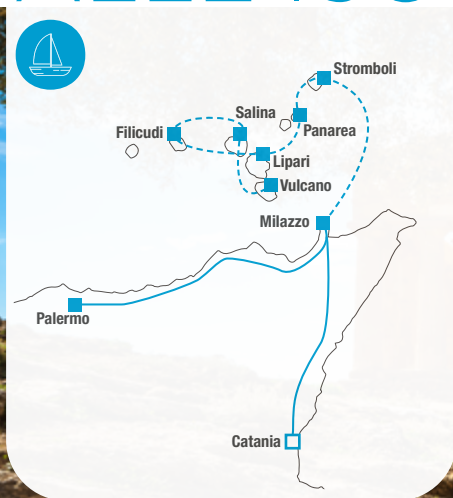 Stromboli
Salina
Filicudi
Panarea
Lipari
Vulcano
Milazzo
Palermo
Catania